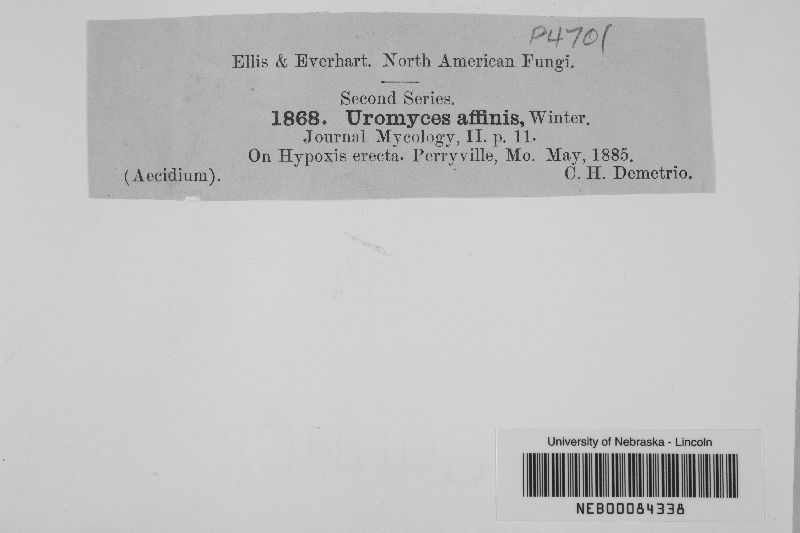 P4701
Ellis & Everhart. North American Fungi.
Second Series.
1868. Uromyces affinis, Winter.
Journal Mycology, II. p. 11.
On Hypoxis erecta. Perryville, Mo. May, 1885.
(Aecidium). C. H. Demetrio.
University of Nebraska - Lincoln
NEB00084338